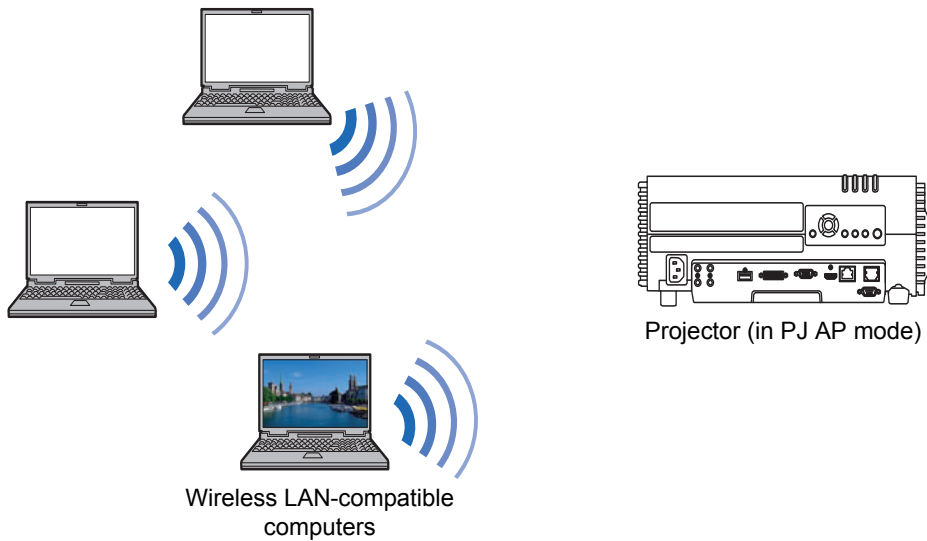 Projector (in PJ AP mode)
Wireless LAN-compatible
computers